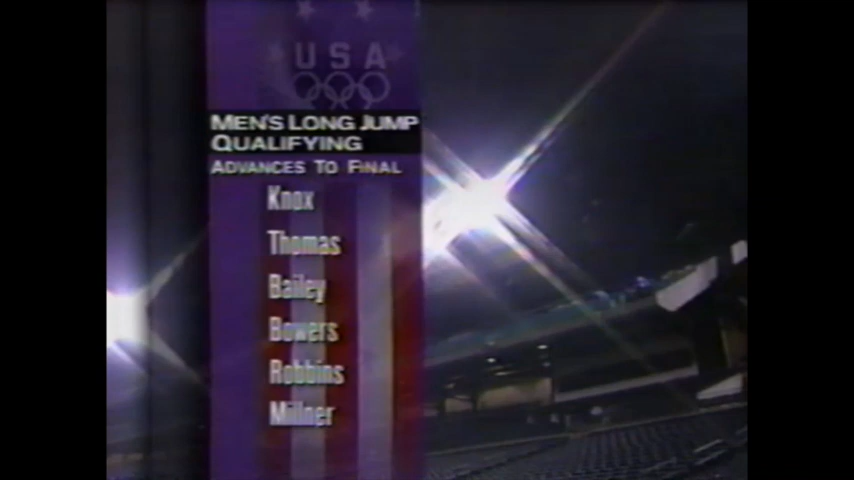 USA
MEN'S LONG JUMP
QUALIFYING
ADVANCES TO FINAL
Knox
Thomas
Bailey
Bowers
Robbins
Millner